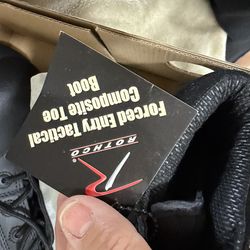 Forced Entry Tactical
Composite Toe
Boot
ROTHCO